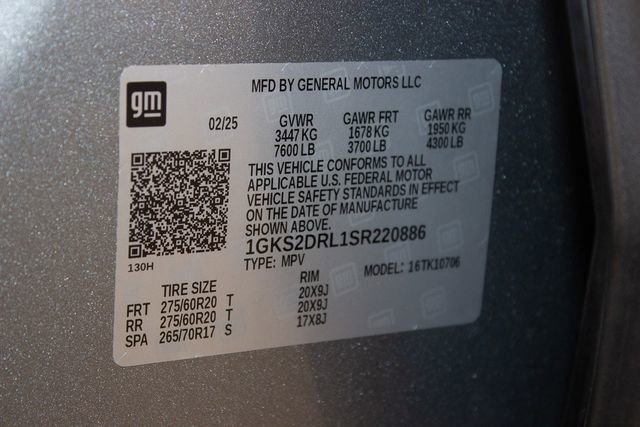 gm
MFD BY GENERAL MOTORS LLC
02/25 GVWR GAWR FRT GAWR RR
3447 KG 1678 KG 1950 KG
7600 LB 3700 LB 4300 LB
THIS VEHICLE CONFORMS TO ALL
APPLICABLE U.S. FEDERAL MOTOR
VEHICLE SAFETY STANDARDS IN EFFECT
ON THE DATE OF MANUFACTURE
SHOWN ABOVE.
1GKS2DRL1SR220886
130H
TYPE: MPV MODEL: 16TK10706
TIRE SIZE RIM
FRT 275/60R20 T 20X9J
RR 275/60R20 T 20X9J
SPA 265/70R17 S 17X8J